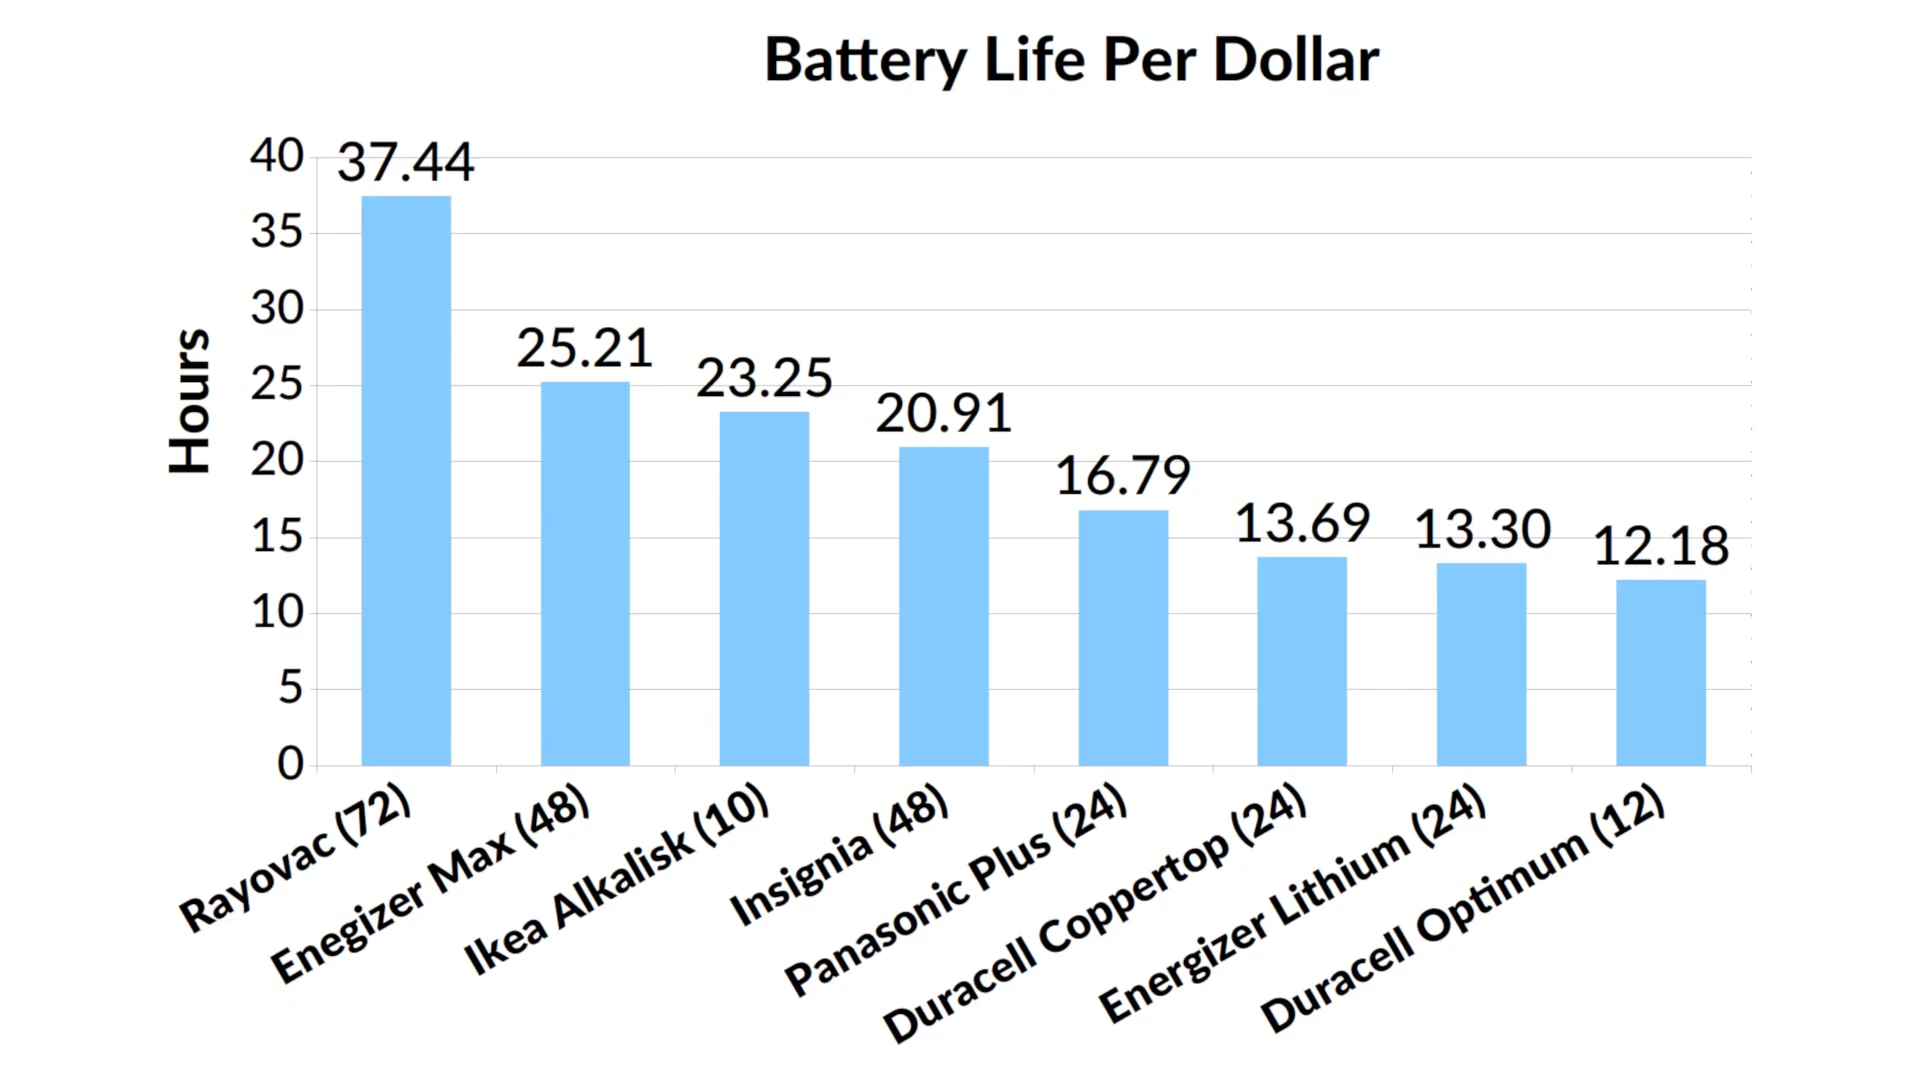 Battery Life Per Dollar
Hours
40
35
30
25
20
15
10
5
0
37.44
25.21
23.25
20.91
16.79
13.69
13.30
12.18
Rayovac (72)
Enegizer Max (48)
Ikea Alkalisk (10)
Insignia (48)
Panasonic Plus (24)
Duracell Coppertop (24)
Energizer Lithium (24)
Duracell Optimum (12)